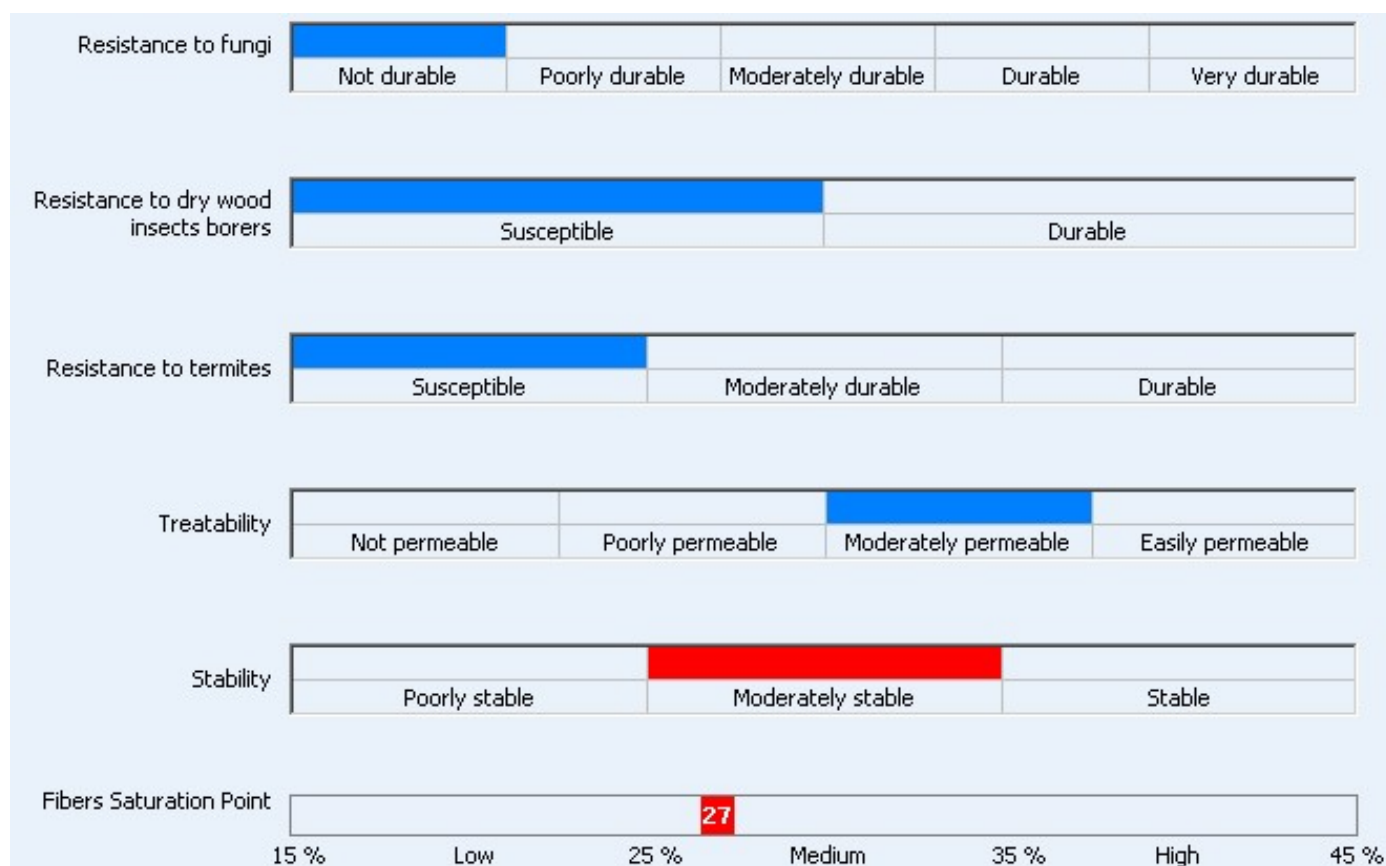 Resistance to fungi
Not durable Poorly durable Moderately durable Durable Very durable
Resistance to dry wood
insects borers
Susceptible Durable
Resistance to termites
Susceptible Moderately durable Durable
Treatability
Not permeable Poorly permeable Moderately permeable Easily permeable
Stability
Poorly stable Moderately stable Stable
Fibers Saturation Point
27
15 % Low 25 % Medium 35 % High 45 %